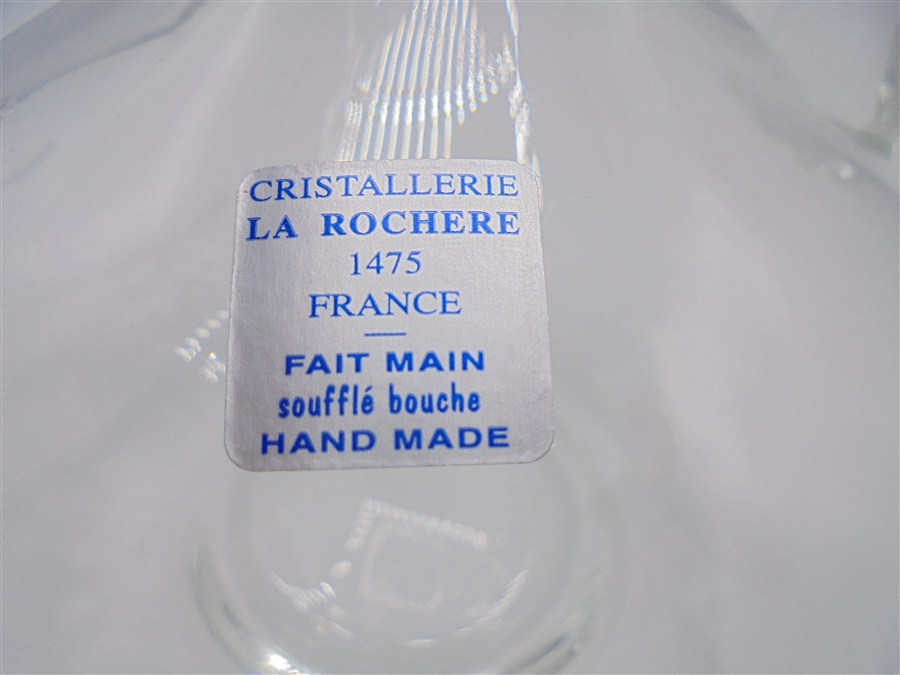 CRISTALLERIE
LA ROCHERE
1475
FRANCE
FAIT MAIN
soufflé bouche
HAND MADE